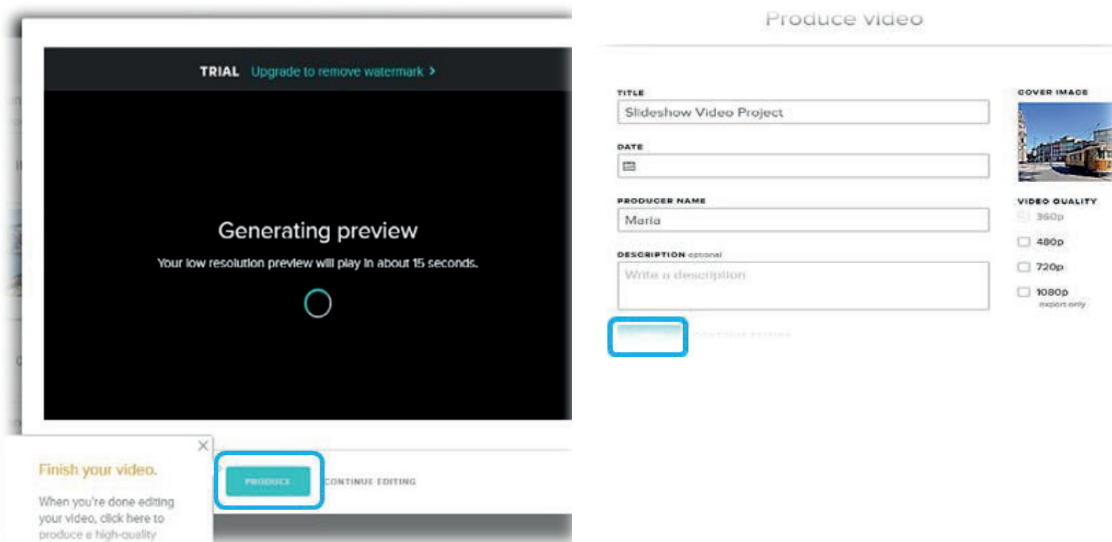 TRIAL Upgrade to remove watermark >
Generating preview
Your low resolution preview will play in about 15 seconds.
Finish your video.
When you're done editing
your video, click here to
produce a high-quality
PRODUCE CONTINUE EDITING
Produce video
TITLE
Slideshow Video Project
DATE
PRODUCER NAME
Maria
DESCRIPTION optional
Write a description
CONTINUE EDITING
COVER IMAGE
VIDEO QUALITY
360p
480p
720p
1080p
export only